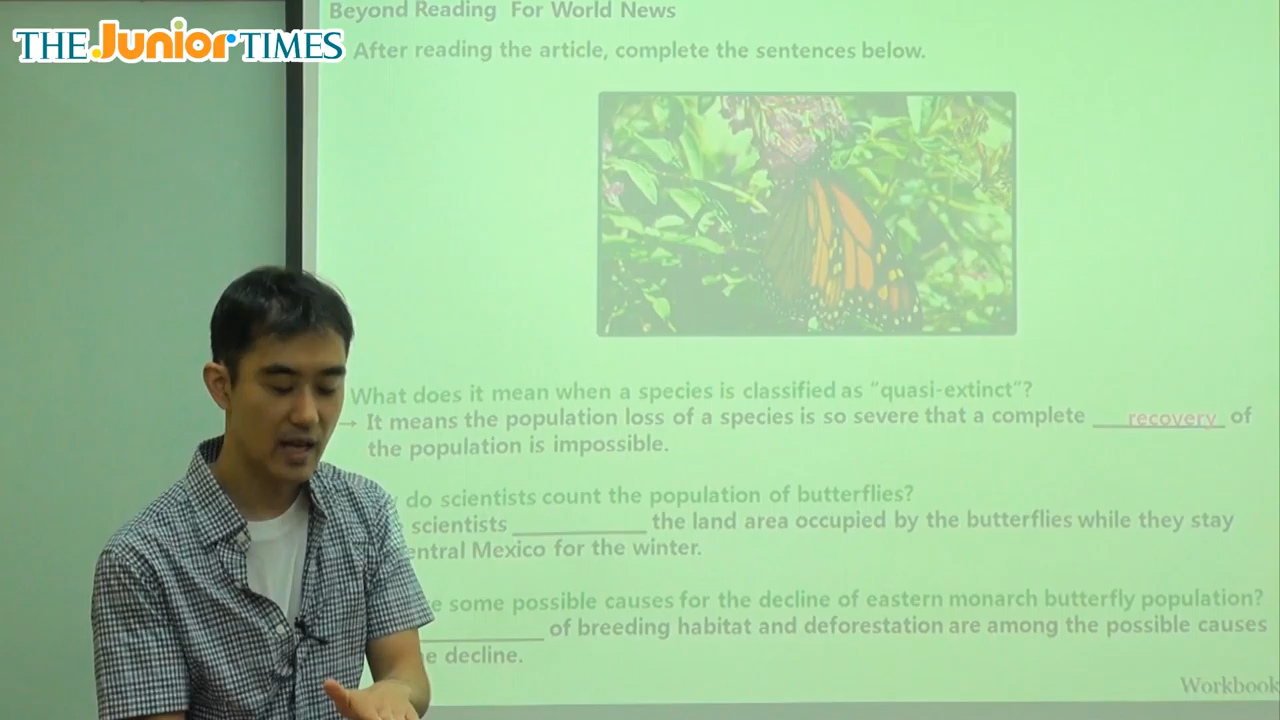 THE Junior TIMES
Beyond Reading For World News
After reading the article, complete the sentences below.
What does it mean when a species is classified as “quasi-extinct”?
→ It means the population loss of a species is so severe that a complete recovery of
the population is impossible.
do scientists count the population of butterflies?
scientists __________ the land area occupied by the butterflies while they stay
entral Mexico for the winter.
e some possible causes for the decline of eastern monarch butterfly population?
__________ of breeding habitat and deforestation are among the possible causes
e decline.
Workbook